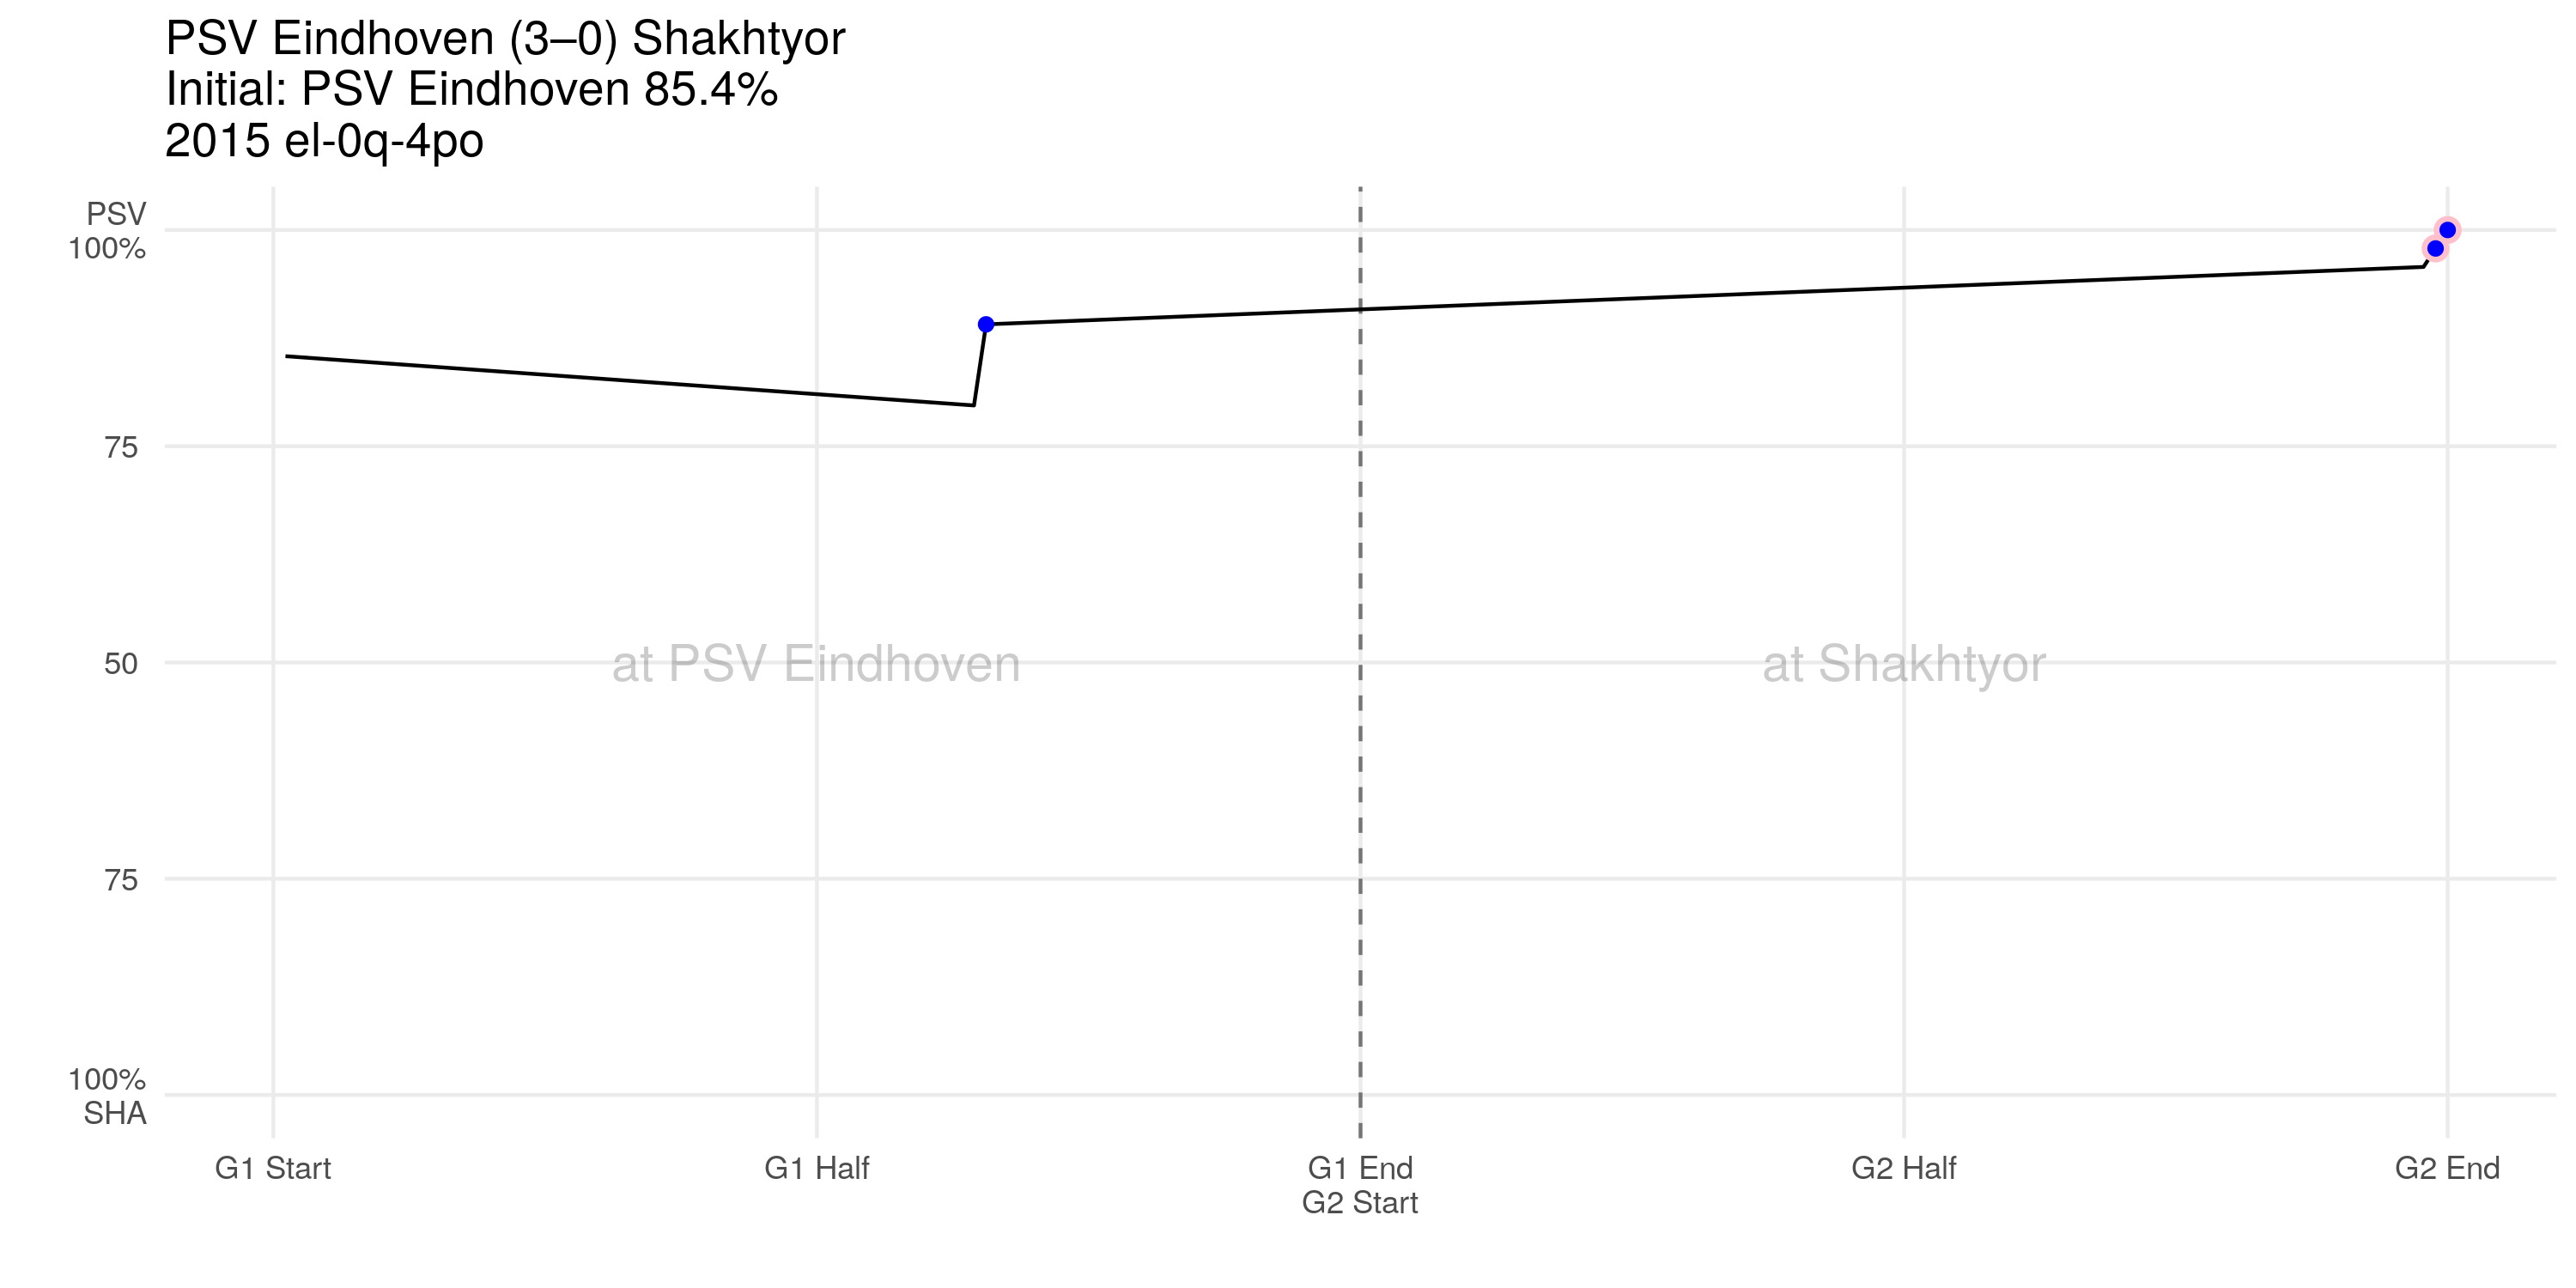 PSV Eindhoven (3–0) Shakhtyor
Initial: PSV Eindhoven 85.4%
2015 el-0q-4po
PSV
100%
75
50
75
100%
SHA
at PSV Eindhoven
at Shakhtyor
G1 Start
G1 Half
G1 End
G2 Start
G2 Half
G2 End